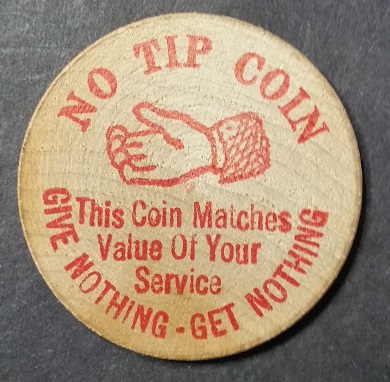 NO TIP COIN
This Coin Matches
Value Of Your
Service
GIVE NOTHING - GET NOTHING